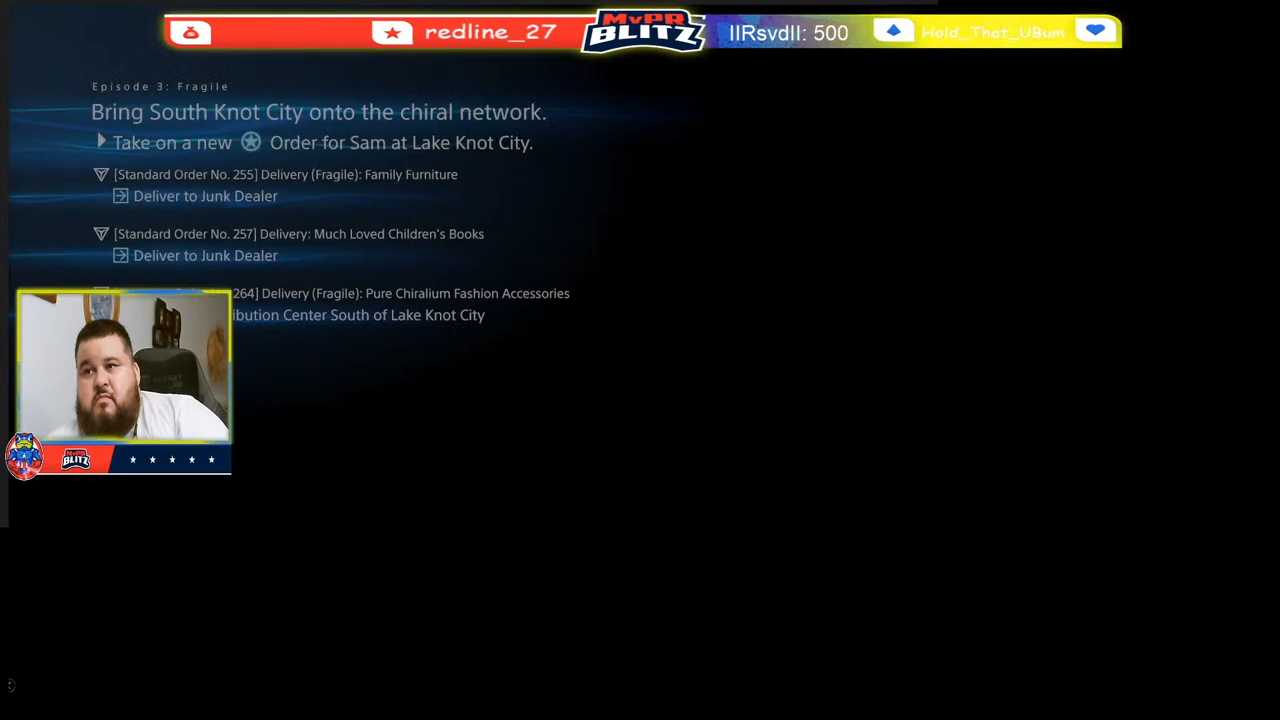 redline_27
MVPR
BLITZ
IIRsvdII: 500
Hold_That_UBum
Episode 3: Fragile
Bring South Knot City onto the chiral network.
Take on a new Order for Sam at Lake Knot City.
[Standard Order No. 255] Delivery (Fragile): Family Furniture
Deliver to Junk Dealer
[Standard Order No. 257] Delivery: Much Loved Children's Books
Deliver to Junk Dealer
264] Delivery (Fragile): Pure Chiralium Fashion Accessories
ibution Center South of Lake Knot City
MVPR
BLITZ